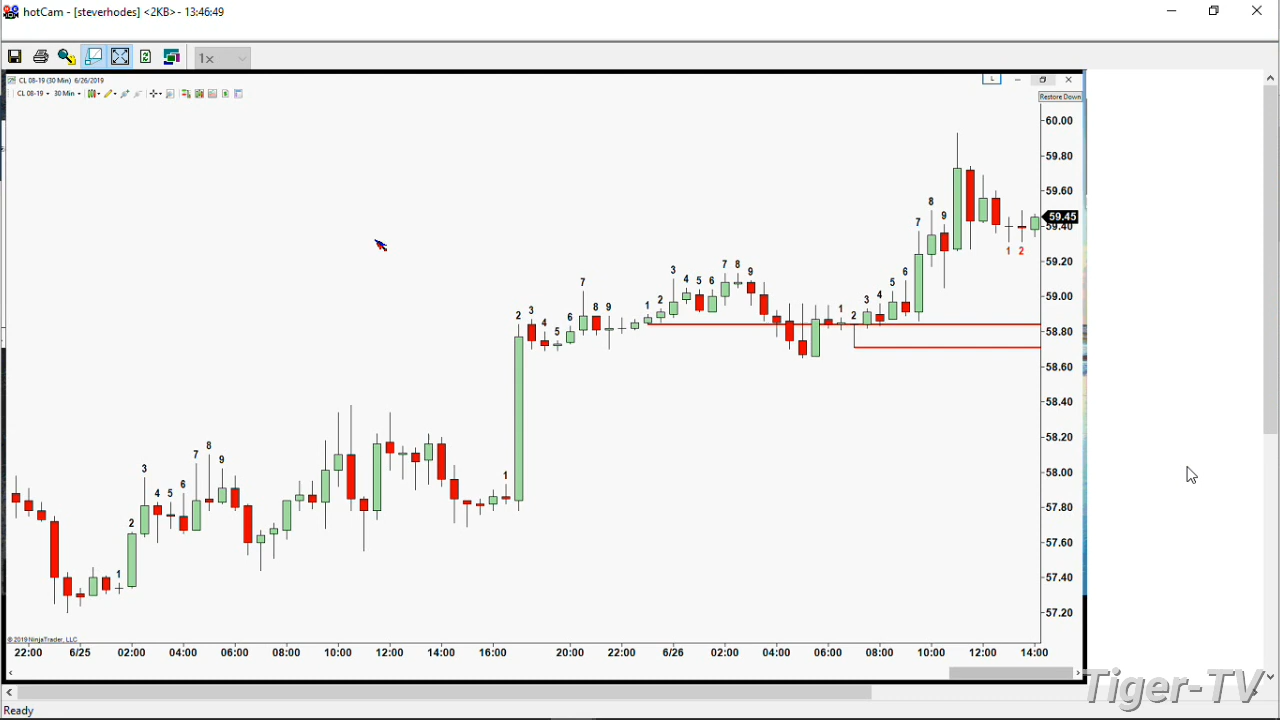 hotCam - [steverhodes] <2KB> - 13:46:49
1x
CL 08-19 (30 Min) 6/26/2019
L
CL 08-19 30 Min
Restore Down
60.00
59.80
59.60
59.45
59.40
59.20
59.00
58.80
58.60
58.40
58.20
58.00
57.80
57.60
57.40
57.20
1 2 3 4 5 6 7 8 9
1 2 3 4 5 6 7 8 9
1 2 3 4 5 6 7 8 9
1 2 3 4 5 6 7 8 9
1 2
© 2019 NinjaTrader, LLC
22:00 6/25 02:00 04:00 06:00 08:00 10:00 12:00 14:00 16:00 20:00 22:00 6/26 02:00 04:00 06:00 08:00 10:00 12:00 14:00
Tiger-TV
Ready